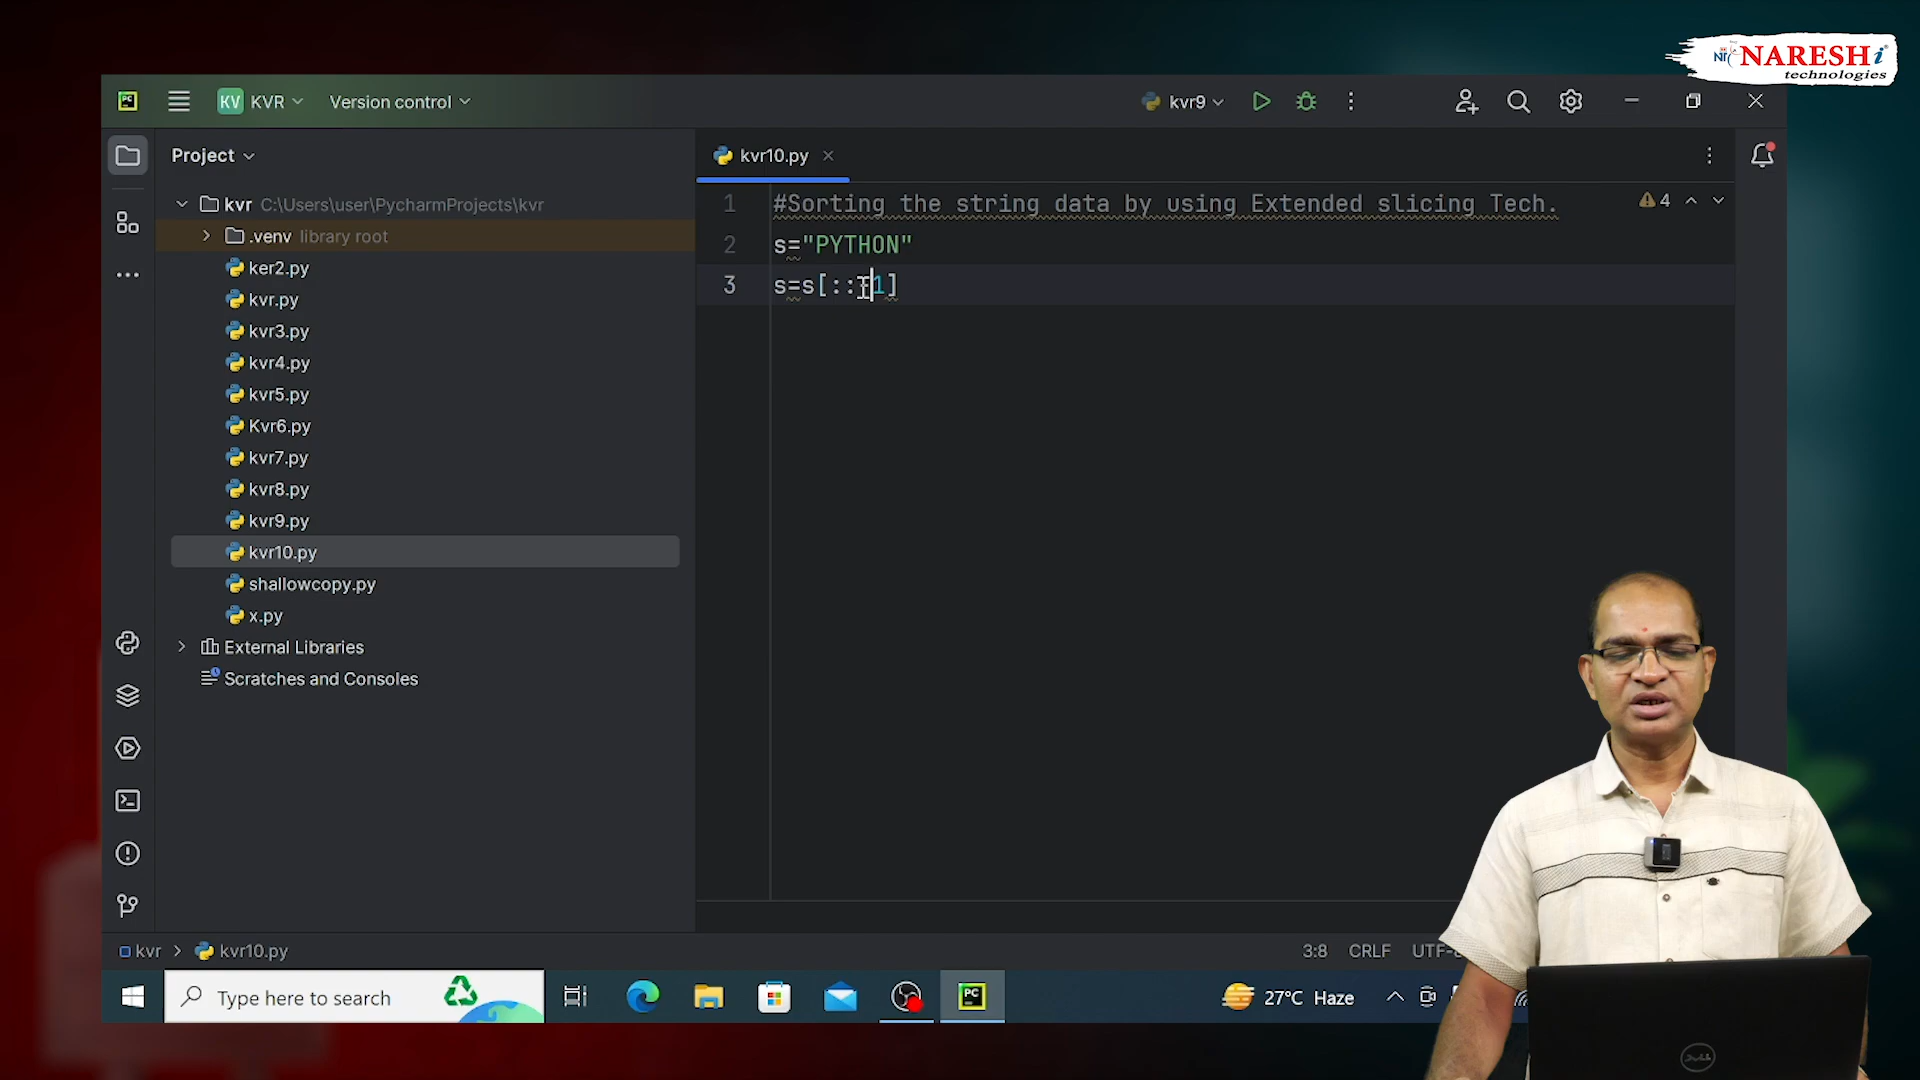 NARESH i
technologies
KV KVR
Version control
kvr9
Project
kvr C:\Users\user\PycharmProjects\kvr
.venv library root
ker2.py
kvr.py
kvr3.py
kvr4.py
kvr5.py
Kvr6.py
kvr7.py
kvr8.py
kvr9.py
kvr10.py
shallowcopy.py
x.py
External Libraries
Scratches and Consoles
kvr10.py
4
1 #Sorting the string data by using Extended slicing Tech.
2 s="PYTHON"
3 s=s[::-1]
kvr > kvr10.py
3:8 CRLF
Type here to search
PC
27°C Haze
DELL